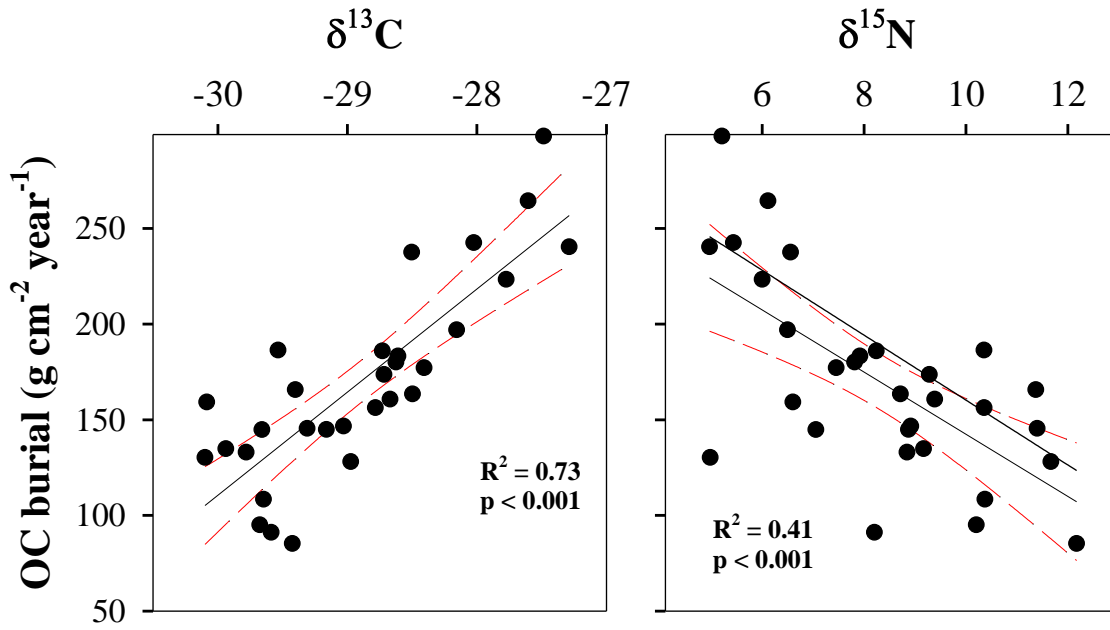 δ¹³C δ¹⁵N
-30 -29 -28 -27 6 8 10 12
OC burial (g cm⁻² year⁻¹)
250
200
150
100
50
R² = 0.73
p < 0.001
R² = 0.41
p < 0.001